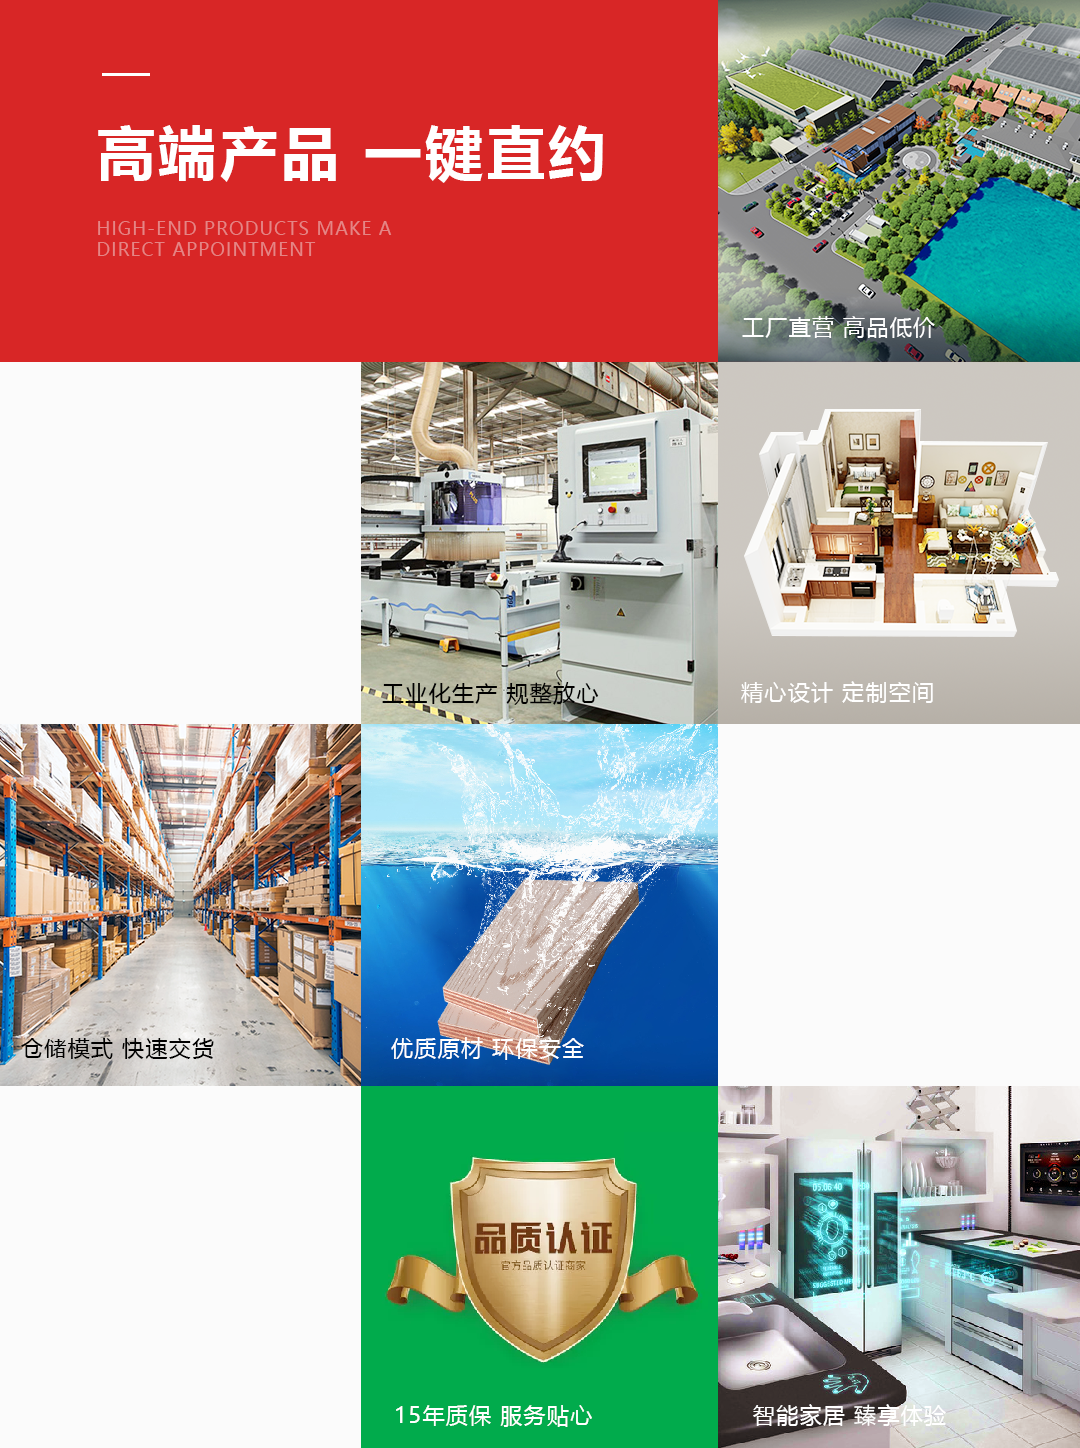 高端产品 一键直约
HIGH-END PRODUCTS MAKE A
DIRECT APPOINTMENT
工厂直营 高品低价
工业化生产 规整放心
精心设计 定制空间
仓储模式 快速交货
优质原材 环保安全
品质认证
官方品质认证商家
15年质保 服务贴心
智能家居 臻享体验